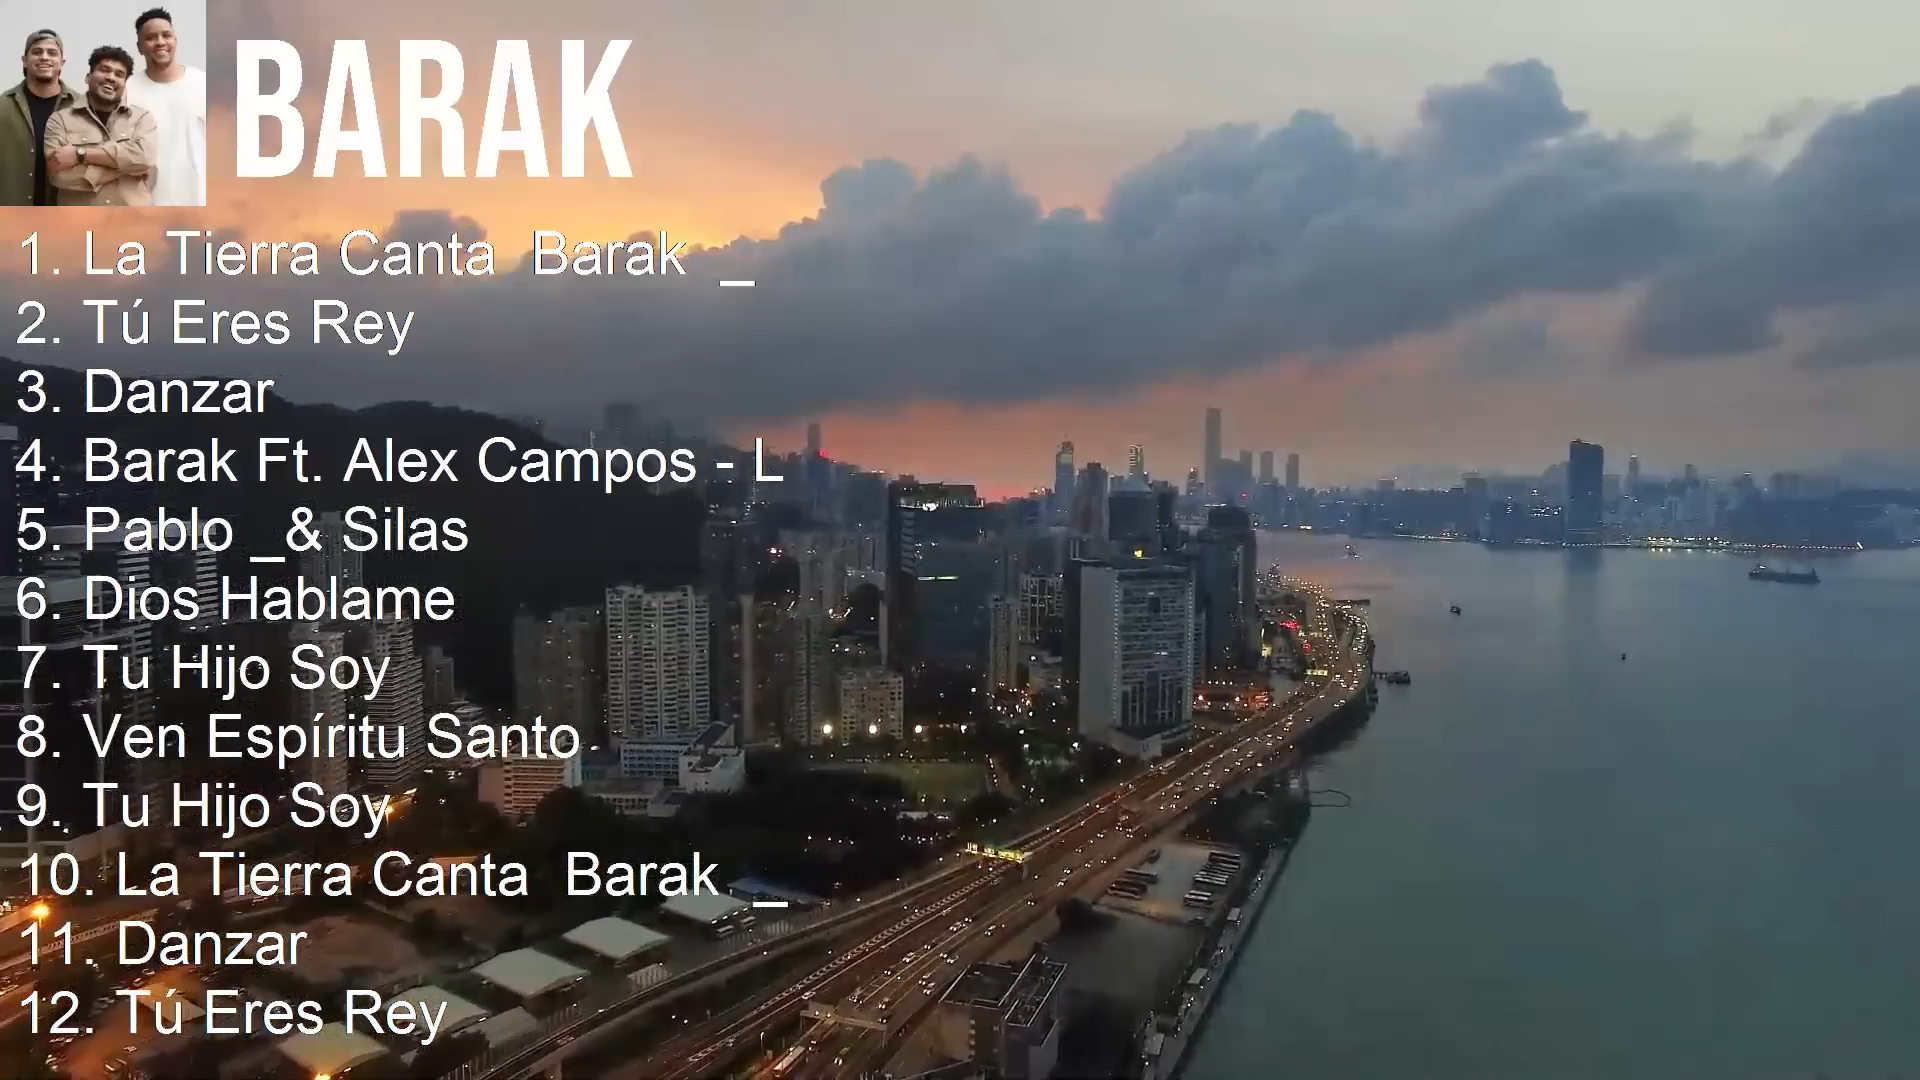 BARAK
1. La Tierra Canta  Barak  _
2. Tú Eres Rey
3. Danzar
4. Barak Ft. Alex Campos - L
5. Pablo _& Silas
6. Dios Hablame
7. Tu Hijo Soy
8. Ven Espíritu Santo
9. Tu Hijo Soy
10. La Tierra Canta  Barak  _
11. Danzar
12. Tú Eres Rey